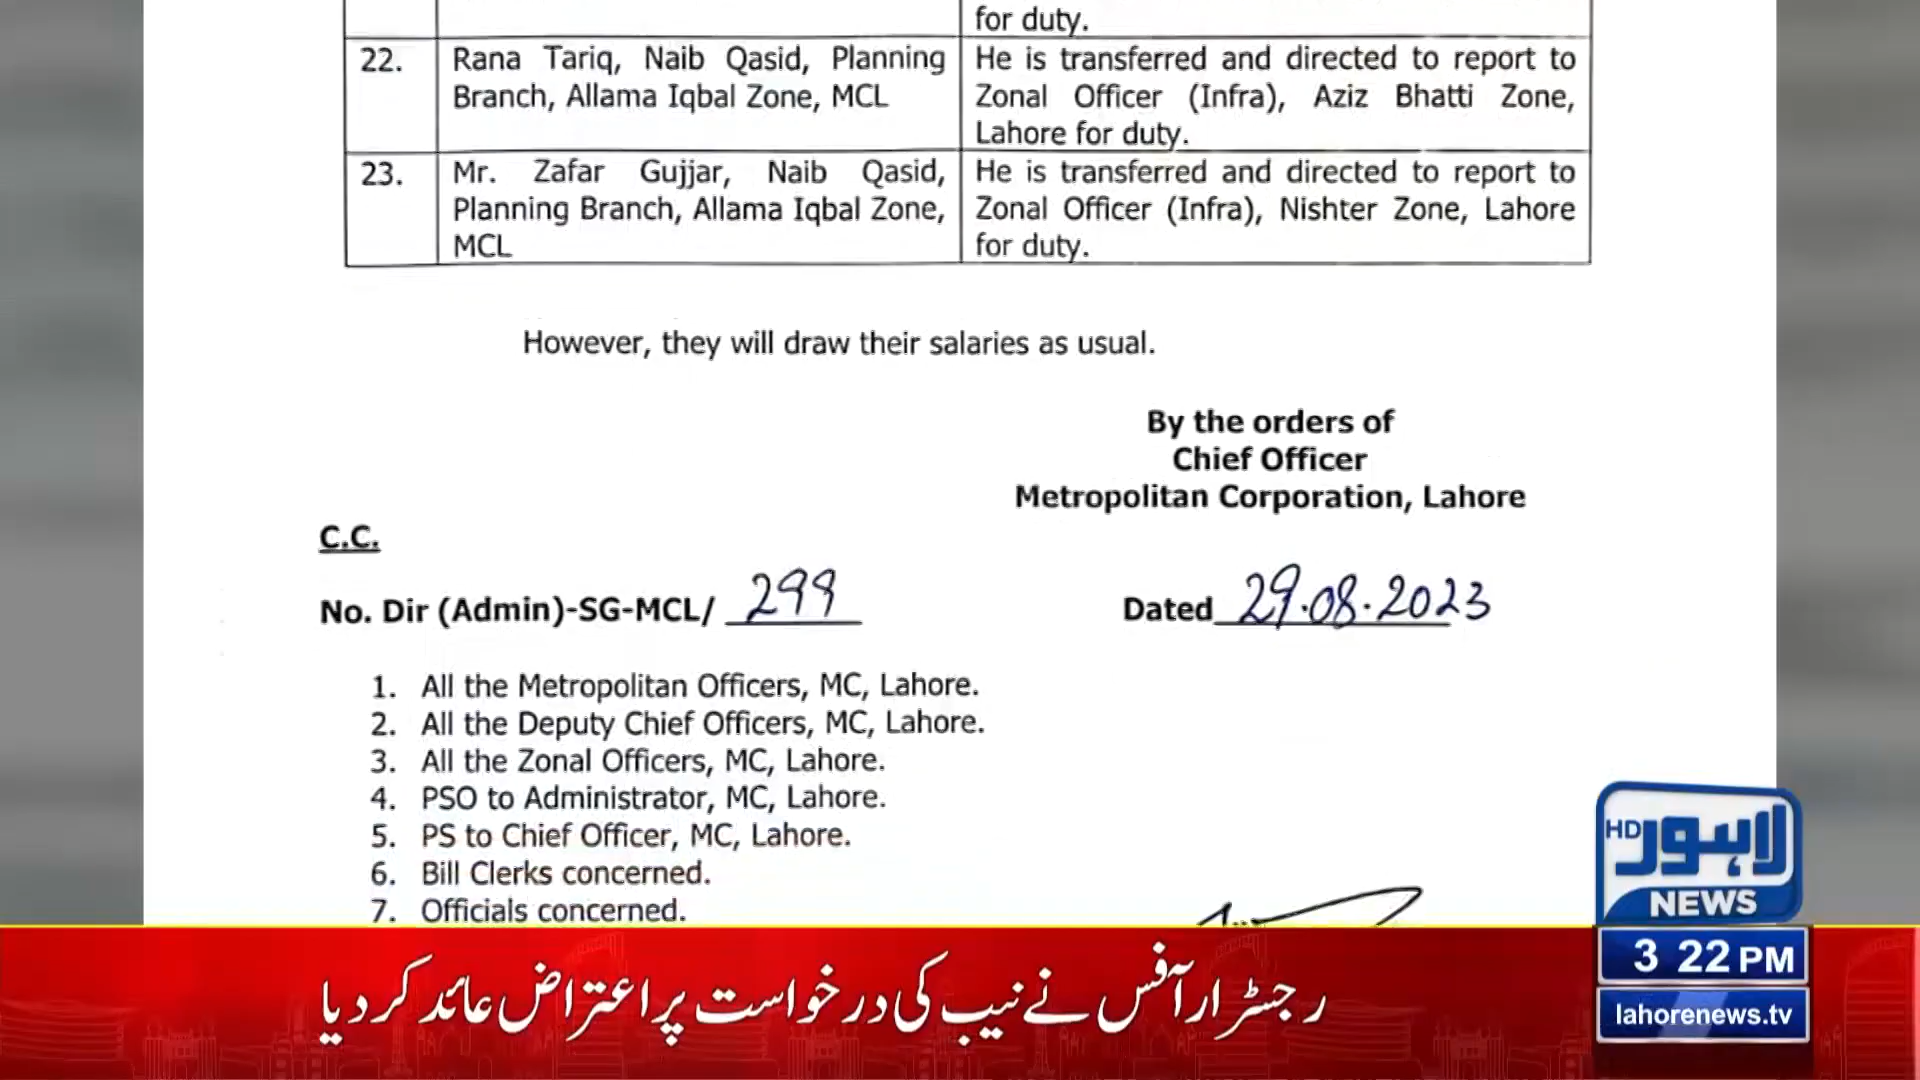 for duty.
22. Rana Tariq, Naib Qasid, Planning Branch, Allama Iqbal Zone, MCL
He is transferred and directed to report to Zonal Officer (Infra), Aziz Bhatti Zone, Lahore for duty.
23. Mr. Zafar Gujjar, Naib Qasid, Planning Branch, Allama Iqbal Zone, MCL
He is transferred and directed to report to Zonal Officer (Infra), Nishter Zone, Lahore for duty.
However, they will draw their salaries as usual.
By the orders of
Chief Officer
Metropolitan Corporation, Lahore
C.C.
No. Dir (Admin)-SG-MCL/ 299
Dated 29.08.2023
1. All the Metropolitan Officers, MC, Lahore.
2. All the Deputy Chief Officers, MC, Lahore.
3. All the Zonal Officers, MC, Lahore.
4. PSO to Administrator, MC, Lahore.
5. PS to Chief Officer, MC, Lahore.
6. Bill Clerks concerned.
7. Officials concerned.
HD لاہور
NEWS
3 22 PM
lahorenews.tv
رجسٹرار آفس نے نیب کی درخواست پر اعتراض عائد کر دیا